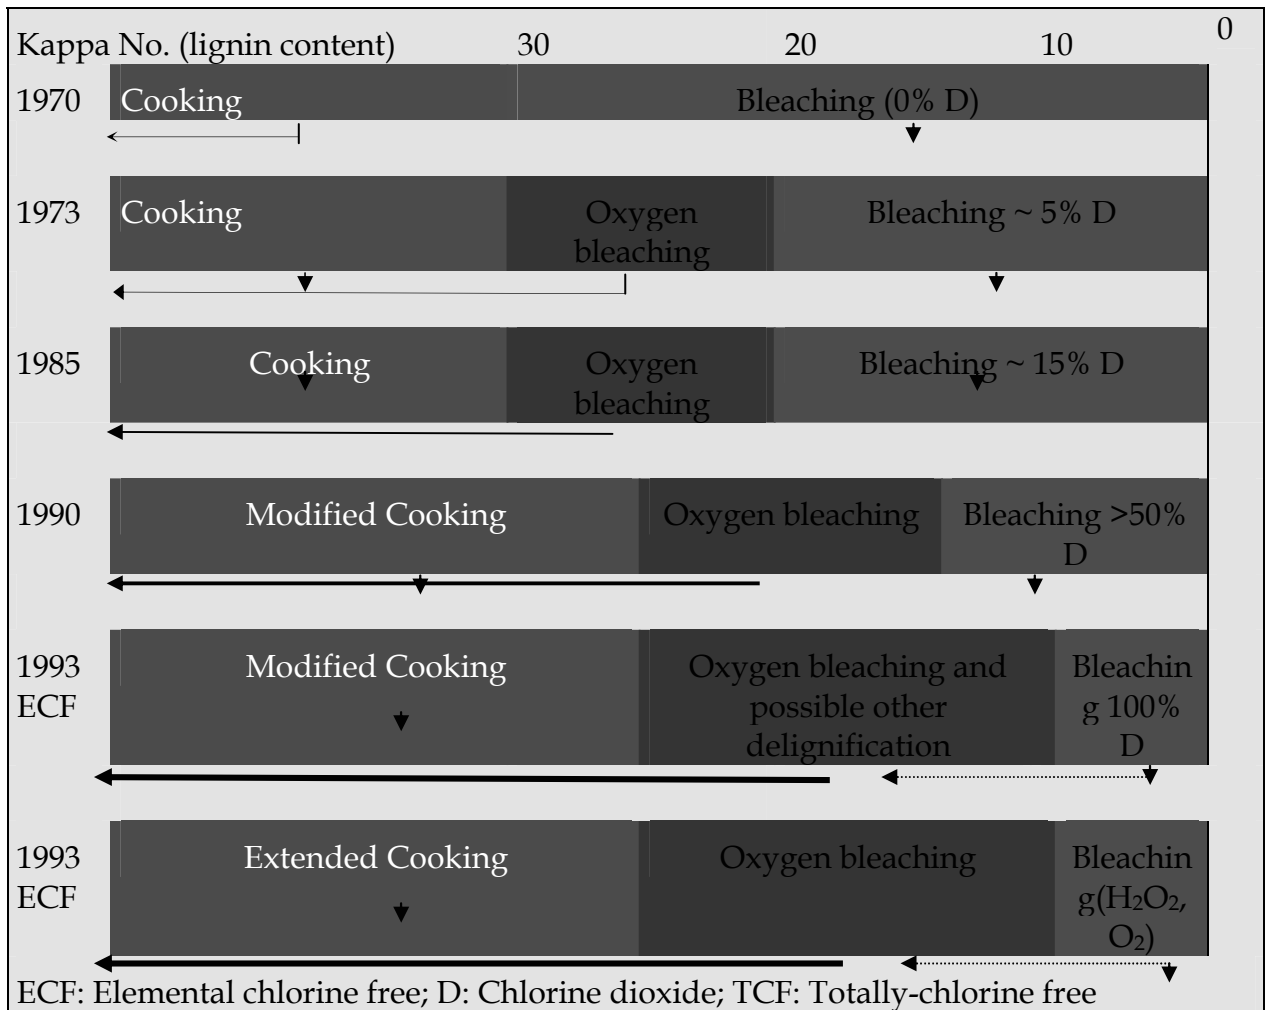 Kappa No. (lignin content) 30 20 10 0
1970 Cooking Bleaching (0% D)
1973 Cooking Oxygen bleaching Bleaching ~ 5% D
1985 Cooking Oxygen bleaching Bleaching ~ 15% D
1990 Modified Cooking Oxygen bleaching Bleaching >50% D
1993 ECF Modified Cooking Oxygen bleaching and possible other delignification Bleachin g 100% D
1993 ECF Extended Cooking Oxygen bleaching Bleachin g(H₂O₂, O₂)
ECF: Elemental chlorine free; D: Chlorine dioxide; TCF: Totally-chlorine free